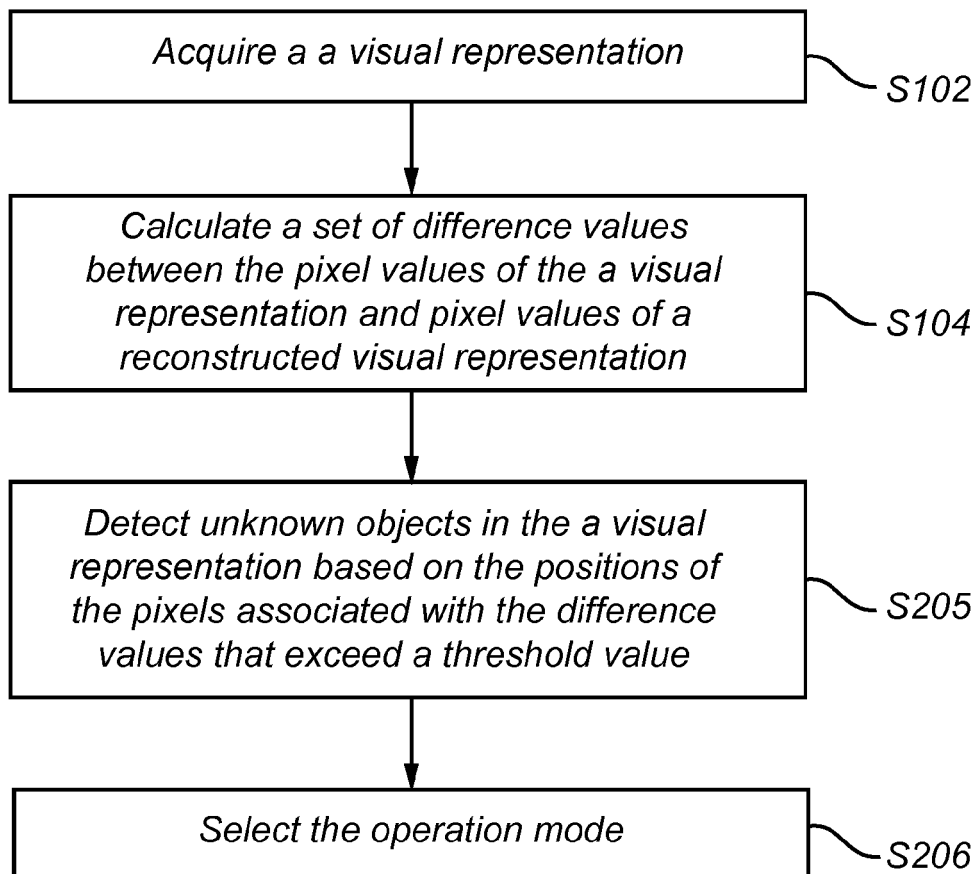 Acquire a a visual representation
S102
Calculate a set of difference values
between the pixel values of the a visual
representation and pixel values of a
reconstructed visual representation
S104
Detect unknown objects in the a visual
representation based on the positions of
the pixels associated with the difference
values that exceed a threshold value
S205
Select the operation mode
S206